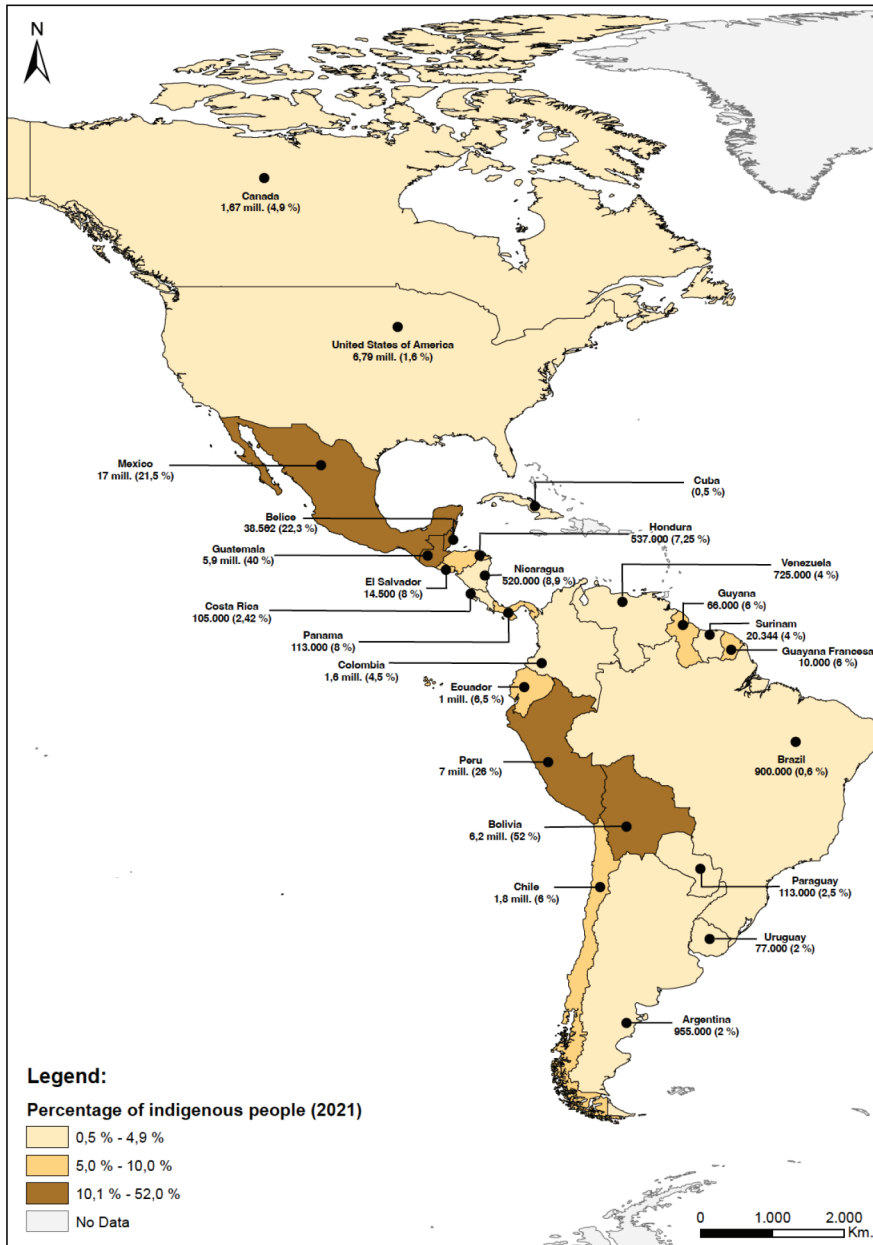 N
Canada
1,67 mill. (4,9 %)
United States of America
6,79 mill. (1,6 %)
Mexico
17 mill. (21,5 %)
Cuba
(0,5 %)
Belice
38.562 (22,3 %)
Hondura
537.000 (7,25 %)
Guatemala
5,9 mill. (40 %)
Nicaragua
520.000 (8,9 %)
Venezuela
725.000 (4 %)
El Salvador
14.500 (8 %)
Guyana
66.000 (6 %)
Costa Rica
105.000 (2,42 %)
Surinam
20.344 (4 %)
Panama
113.000 (8 %)
Guayana Francesa
10.000 (6 %)
Colombia
1,6 mill. (4,5 %)
Ecuador
1 mill. (6,5 %)
Brazil
900.000 (0,6 %)
Peru
7 mill. (26 %)
Bolivia
6,2 mill. (52 %)
Paraguay
113.000 (2,5 %)
Chile
1,8 mill. (6 %)
Uruguay
77.000 (2 %)
Argentina
955.000 (2 %)
Legend:
Percentage of indigenous people (2021)
0,5 % - 4,9 %
5,0 % - 10,0 %
10,1 % - 52,0 %
No Data
0 1.000 2.000
Km.